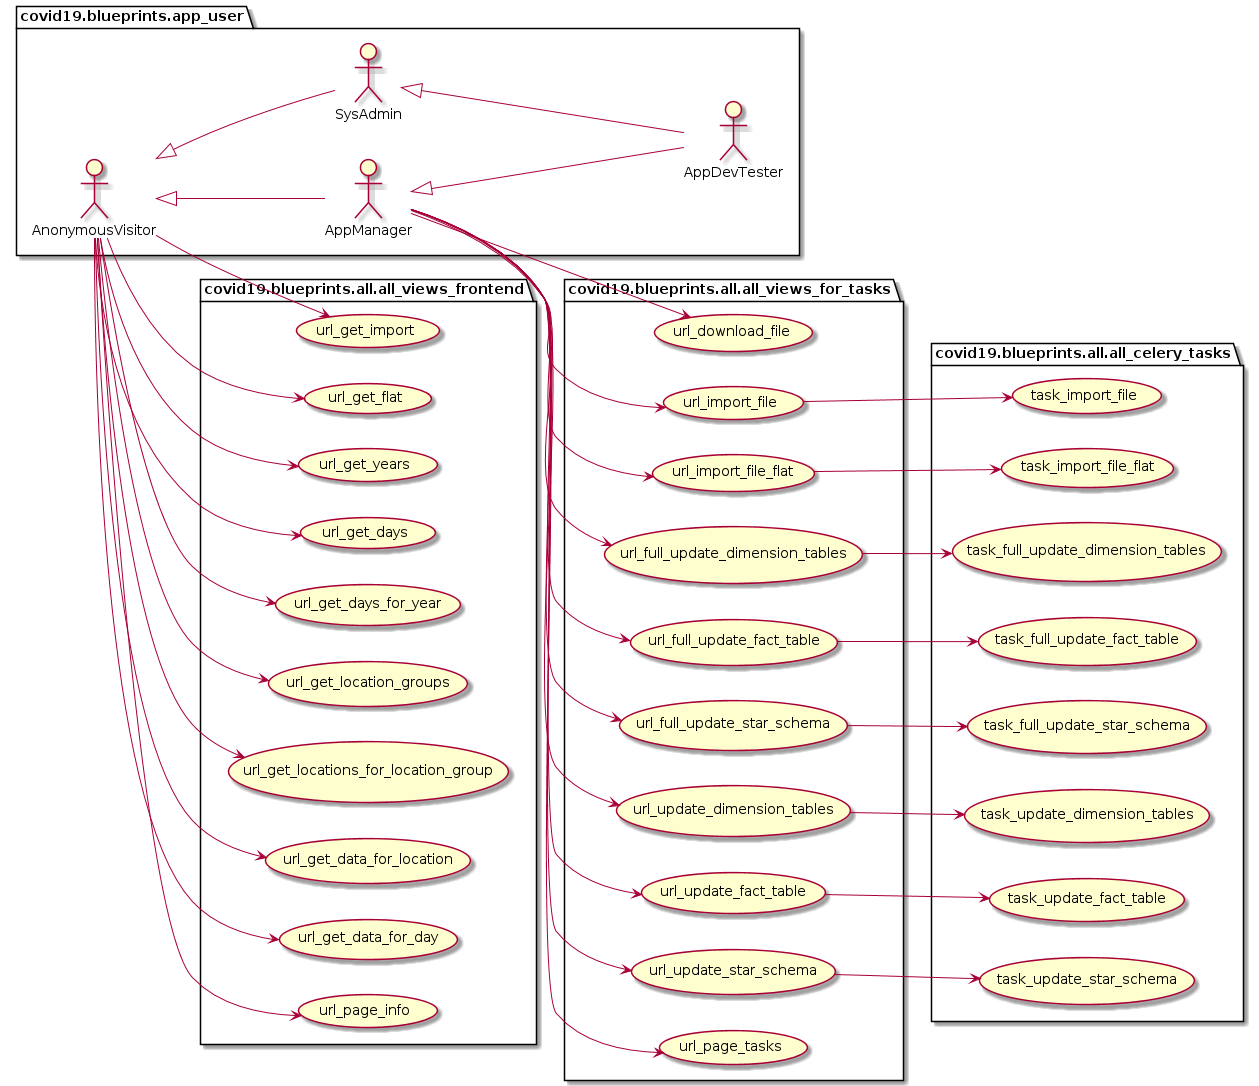 covid19.blueprints.app_user
SysAdmin
AppDevTester
AnonymousVisitor
AppManager
covid19.blueprints.all.all_views_frontend
url_get_import
url_get_flat
url_get_years
url_get_days
url_get_days_for_year
url_get_location_groups
url_get_locations_for_location_group
url_get_data_for_location
url_get_data_for_day
url_page_info
covid19.blueprints.all.all_views_for_tasks
url_download_file
url_import_file
url_import_file_flat
url_full_update_dimension_tables
url_full_update_fact_table
url_full_update_star_schema
url_update_dimension_tables
url_update_fact_table
url_update_star_schema
url_page_tasks
covid19.blueprints.all.all_celery_tasks
task_import_file
task_import_file_flat
task_full_update_dimension_tables
task_full_update_fact_table
task_full_update_star_schema
task_update_dimension_tables
task_update_fact_table
task_update_star_schema